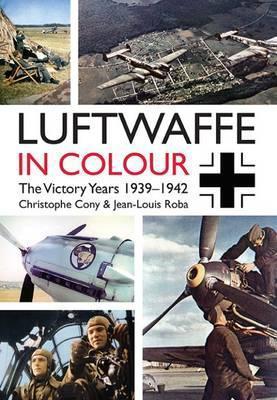 LUFTWAFFE
IN COLOUR
The Victory Years 1939–1942
Christophe Cony & Jean-Louis Roba